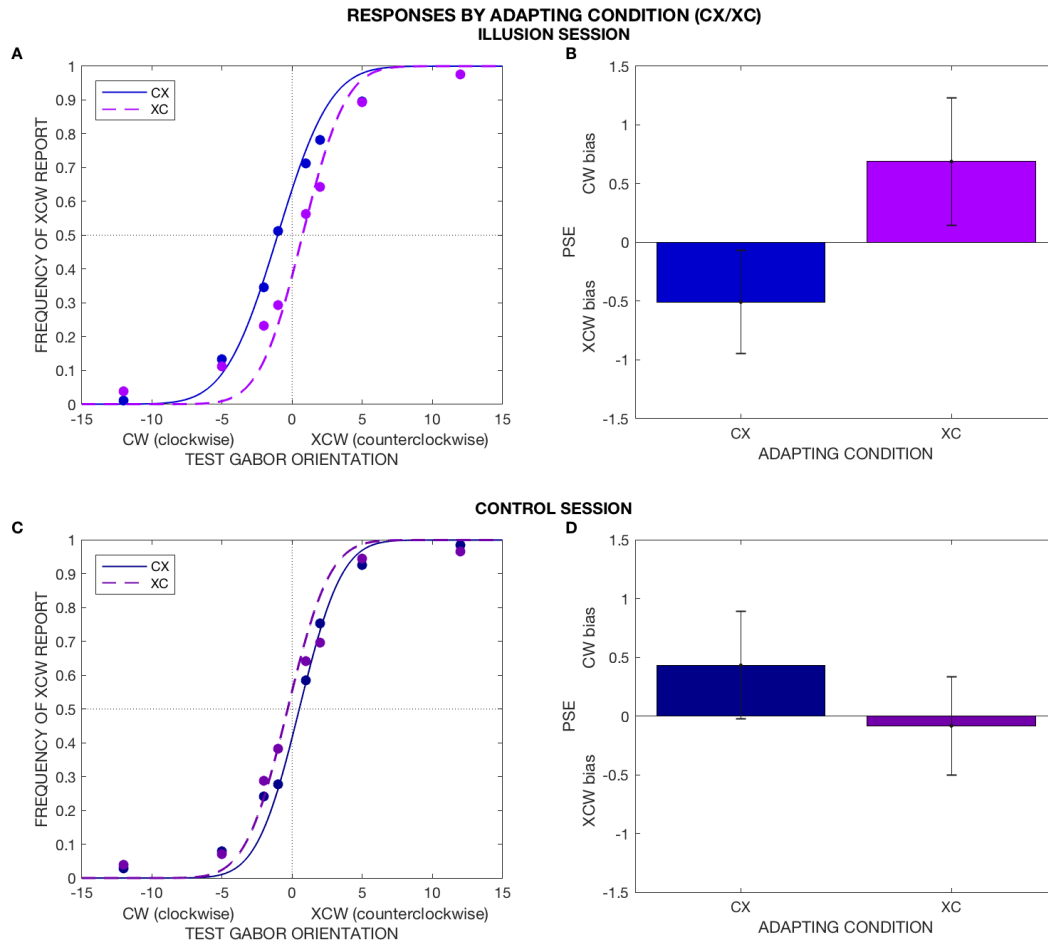 RESPONSES BY ADAPTING CONDITION (CX/XC)
ILLUSION SESSION
A
1
0.9
0.8
0.7
0.6
0.5
0.4
0.3
0.2
0.1
0
FREQUENCY OF XCW REPORT
CX
XC
-15 -10 -5 0 5 10 15
CW (clockwise) XCW (counterclockwise)
TEST GABOR ORIENTATION
B
1.5
1
0.5
0
-0.5
-1
-1.5
CW bias
PSE
XCW bias
CX XC
ADAPTING CONDITION
CONTROL SESSION
C
1
0.9
0.8
0.7
0.6
0.5
0.4
0.3
0.2
0.1
0
FREQUENCY OF XCW REPORT
CX
XC
-15 -10 -5 0 5 10 15
CW (clockwise) XCW (counterclockwise)
TEST GABOR ORIENTATION
D
1.5
1
0.5
0
-0.5
-1
-1.5
CW bias
PSE
XCW bias
CX XC
ADAPTING CONDITION